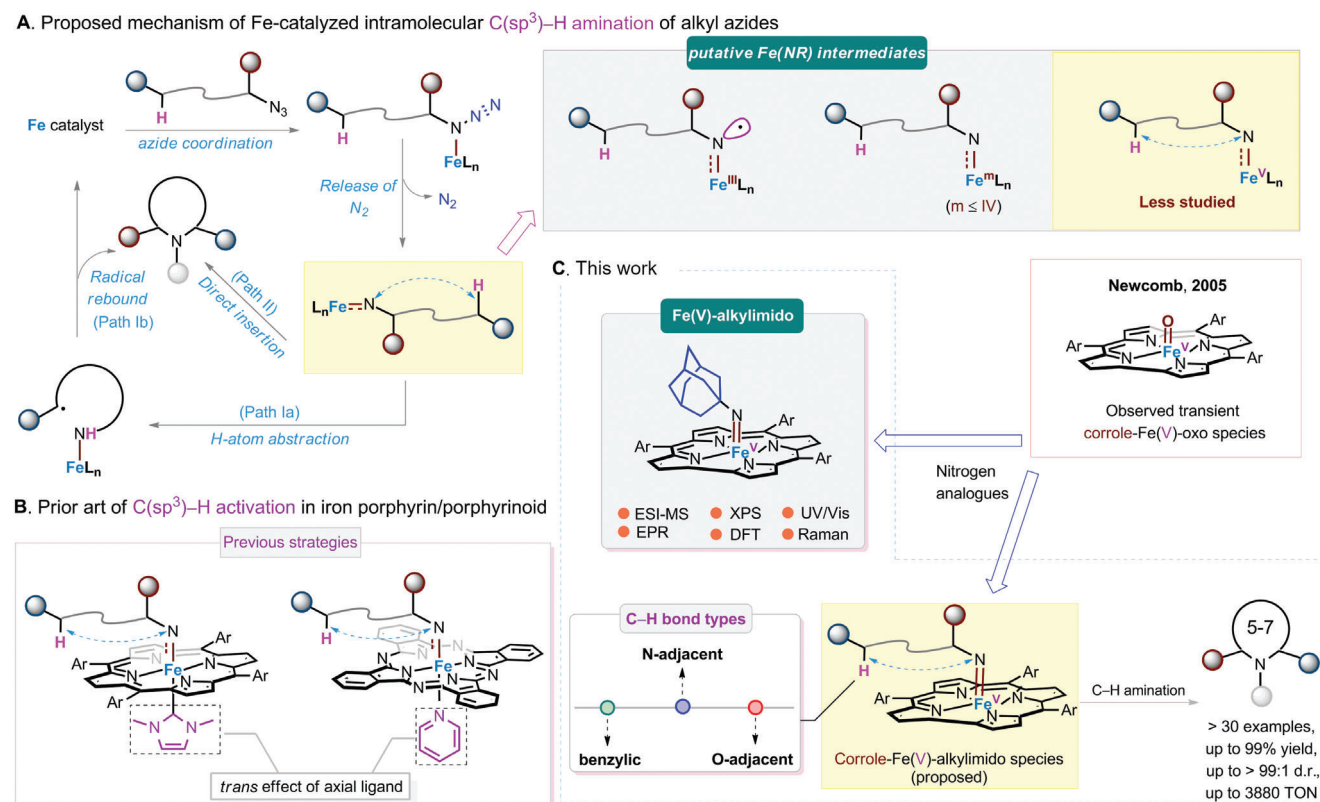 A. Proposed mechanism of Fe-catalyzed intramolecular C(sp³)–H amination of alkyl azides
Fe catalyst
H
N₃
azide coordination
H
N
N
N
FeLₙ
Release of
N₂
N₂
LₙFe
N
H
(Path Ia)
H-atom abstraction
NH
FeLₙ
Radical
rebound
(Path Ib)
N
(Path II)
Direct insertion
putative Fe(NR) intermediates
H
N
FeᴵᴵᴵLₙ
H
N
FeᵐLₙ
(m ≤ IV)
H
N
FeⱽLₙ
Less studied
B. Prior art of C(sp³)–H activation in iron porphyrin/porphyrinoid
Previous strategies
H
N
Ar
Ar
Ar
Ar
N
N
N
N
Fe
N
N
H
N
N
N
N
N
N
N
N
N
Fe
N
trans effect of axial ligand
C. This work
Fe(V)-alkylimido
N
Ar
Ar
Ar
N
N
N
N
Feⱽ
ESI-MS
XPS
UV/Vis
EPR
DFT
Raman
Newcomb, 2005
O
Ar
Ar
Ar
N
N
N
N
Feⱽ
Observed transient
corrole-Fe(V)-oxo species
Nitrogen
analogues
C–H bond types
N-adjacent
benzylic
O-adjacent
H
N
Ar
Ar
Ar
N
N
N
N
Feⱽ
Corrole-Fe(V)-alkylimido species
(proposed)
C–H amination
5-7
N
> 30 examples,
up to 99% yield,
up to > 99:1 d.r.,
up to 3880 TON